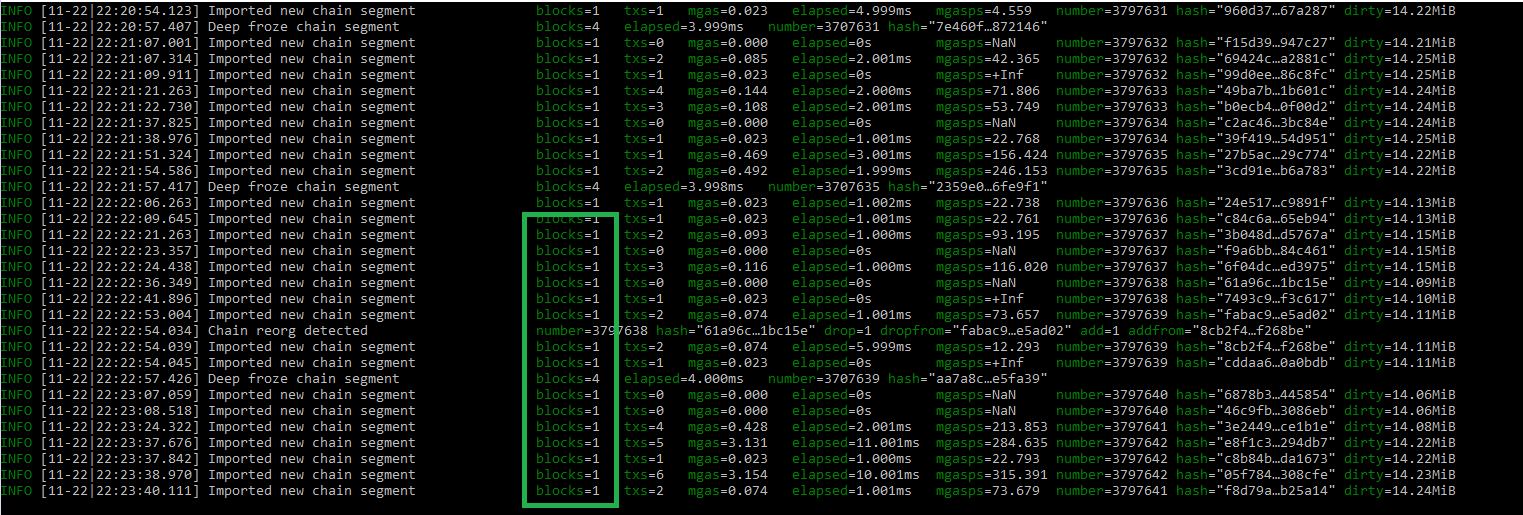 INFO [11-22|22:20:54.123] Imported new chain segment blocks=1 txs=1 mgas=0.023 elapsed=4.999ms mgasps=4.559 number=3797631 hash="960d37…67a287" dirty=14.22MiB
INFO [11-22|22:20:57.407] Deep froze chain segment blocks=4 elapsed=3.999ms number=3707631 hash="7e460f…872146"
INFO [11-22|22:21:07.001] Imported new chain segment blocks=1 txs=0 mgas=0.000 elapsed=0s mgasps=NaN number=3797632 hash="f15d39…947c27" dirty=14.21MiB
INFO [11-22|22:21:07.314] Imported new chain segment blocks=1 txs=2 mgas=0.085 elapsed=2.001ms mgasps=42.365 number=3797632 hash="69424c…a2881c" dirty=14.25MiB
INFO [11-22|22:21:09.911] Imported new chain segment blocks=1 txs=1 mgas=0.023 elapsed=0s mgasps=+Inf number=3797632 hash="99d0ee…86c8fc" dirty=14.25MiB
INFO [11-22|22:21:21.263] Imported new chain segment blocks=1 txs=4 mgas=0.144 elapsed=2.000ms mgasps=71.806 number=3797633 hash="49ba7b…1b601c" dirty=14.24MiB
INFO [11-22|22:21:22.730] Imported new chain segment blocks=1 txs=3 mgas=0.108 elapsed=2.001ms mgasps=53.749 number=3797633 hash="b0ecb4…0f00d2" dirty=14.24MiB
INFO [11-22|22:21:37.825] Imported new chain segment blocks=1 txs=0 mgas=0.000 elapsed=0s mgasps=NaN number=3797634 hash="c2ac46…3bc84e" dirty=14.24MiB
INFO [11-22|22:21:38.976] Imported new chain segment blocks=1 txs=1 mgas=0.023 elapsed=1.001ms mgasps=22.768 number=3797634 hash="39f419…54d951" dirty=14.25MiB
INFO [11-22|22:21:51.324] Imported new chain segment blocks=1 txs=1 mgas=0.469 elapsed=3.001ms mgasps=156.424 number=3797635 hash="27b5ac…29c774" dirty=14.22MiB
INFO [11-22|22:21:54.586] Imported new chain segment blocks=1 txs=2 mgas=0.492 elapsed=1.999ms mgasps=246.153 number=3797635 hash="3cd91e…b6a783" dirty=14.22MiB
INFO [11-22|22:21:57.417] Deep froze chain segment blocks=4 elapsed=3.998ms number=3707635 hash="2359e0…6fe9f1"
INFO [11-22|22:22:06.263] Imported new chain segment blocks=1 txs=1 mgas=0.023 elapsed=1.002ms mgasps=22.738 number=3797636 hash="24e517…c9891f" dirty=14.13MiB
INFO [11-22|22:22:09.645] Imported new chain segment blocks=1 txs=1 mgas=0.023 elapsed=1.001ms mgasps=22.761 number=3797636 hash="c84c6a…65eb94" dirty=14.13MiB
INFO [11-22|22:22:21.263] Imported new chain segment blocks=1 txs=2 mgas=0.093 elapsed=1.000ms mgasps=93.195 number=3797637 hash="3b048d…d5767a" dirty=14.15MiB
INFO [11-22|22:22:23.357] Imported new chain segment blocks=1 txs=0 mgas=0.000 elapsed=0s mgasps=NaN number=3797637 hash="f9a6bb…84c461" dirty=14.15MiB
INFO [11-22|22:22:24.438] Imported new chain segment blocks=1 txs=3 mgas=0.116 elapsed=1.000ms mgasps=116.020 number=3797637 hash="6f04dc…ed3975" dirty=14.15MiB
INFO [11-22|22:22:36.349] Imported new chain segment blocks=1 txs=0 mgas=0.000 elapsed=0s mgasps=NaN number=3797638 hash="61a96c…1bc15e" dirty=14.09MiB
INFO [11-22|22:22:41.896] Imported new chain segment blocks=1 txs=1 mgas=0.023 elapsed=0s mgasps=+Inf number=3797638 hash="7493c9…f3c617" dirty=14.10MiB
INFO [11-22|22:22:53.004] Imported new chain segment blocks=1 txs=2 mgas=0.074 elapsed=1.001ms mgasps=73.657 number=3797639 hash="fabac9…e5ad02" dirty=14.11MiB
INFO [11-22|22:22:54.034] Chain reorg detected number=3797638 hash="61a96c…1bc15e" drop=1 dropfrom="fabac9…e5ad02" add=1 addfrom="8cb2f4…f268be"
INFO [11-22|22:22:54.039] Imported new chain segment blocks=1 txs=2 mgas=0.074 elapsed=5.999ms mgasps=12.293 number=3797639 hash="8cb2f4…f268be" dirty=14.11MiB
INFO [11-22|22:22:54.045] Imported new chain segment blocks=1 txs=1 mgas=0.023 elapsed=0s mgasps=+Inf number=3797639 hash="cddaa6…0a0bdb" dirty=14.11MiB
INFO [11-22|22:22:57.426] Deep froze chain segment blocks=4 elapsed=4.000ms number=3707639 hash="aa7a8c…e5fa39"
INFO [11-22|22:23:07.059] Imported new chain segment blocks=1 txs=0 mgas=0.000 elapsed=0s mgasps=NaN number=3797640 hash="6878b3…445854" dirty=14.06MiB
INFO [11-22|22:23:08.518] Imported new chain segment blocks=1 txs=0 mgas=0.000 elapsed=0s mgasps=NaN number=3797640 hash="46c9fb…3086eb" dirty=14.06MiB
INFO [11-22|22:23:24.322] Imported new chain segment blocks=1 txs=4 mgas=0.428 elapsed=2.001ms mgasps=213.853 number=3797641 hash="3e2449…ce1b1e" dirty=14.08MiB
INFO [11-22|22:23:37.676] Imported new chain segment blocks=1 txs=5 mgas=3.131 elapsed=11.001ms mgasps=284.635 number=3797642 hash="e8f1c3…294db7" dirty=14.22MiB
INFO [11-22|22:23:37.842] Imported new chain segment blocks=1 txs=1 mgas=0.023 elapsed=1.001ms mgasps=22.793 number=3797642 hash="c8b84b…da1673" dirty=14.22MiB
INFO [11-22|22:23:38.970] Imported new chain segment blocks=1 txs=6 mgas=3.154 elapsed=10.001ms mgasps=315.391 number=3797642 hash="05f784…308cfe" dirty=14.23MiB
INFO [11-22|22:23:40.111] Imported new chain segment blocks=1 txs=2 mgas=0.074 elapsed=1.001ms mgasps=73.679 number=3797641 hash="f8d79a…b25a14" dirty=14.24MiB